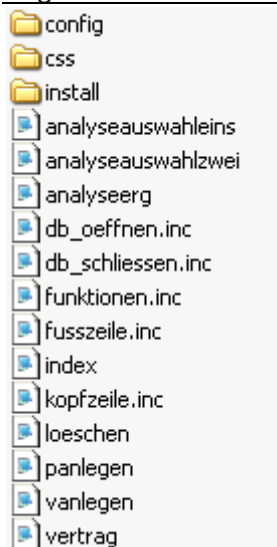 config
css
install
analyseauswahleins
analyseauswahlzwei
analyseerg
db_oeffnen.inc
db_schliessen.inc
funktionen.inc
fusszeile.inc
index
kopfzeile.inc
loeschen
panlegen
vanlegen
vertrag